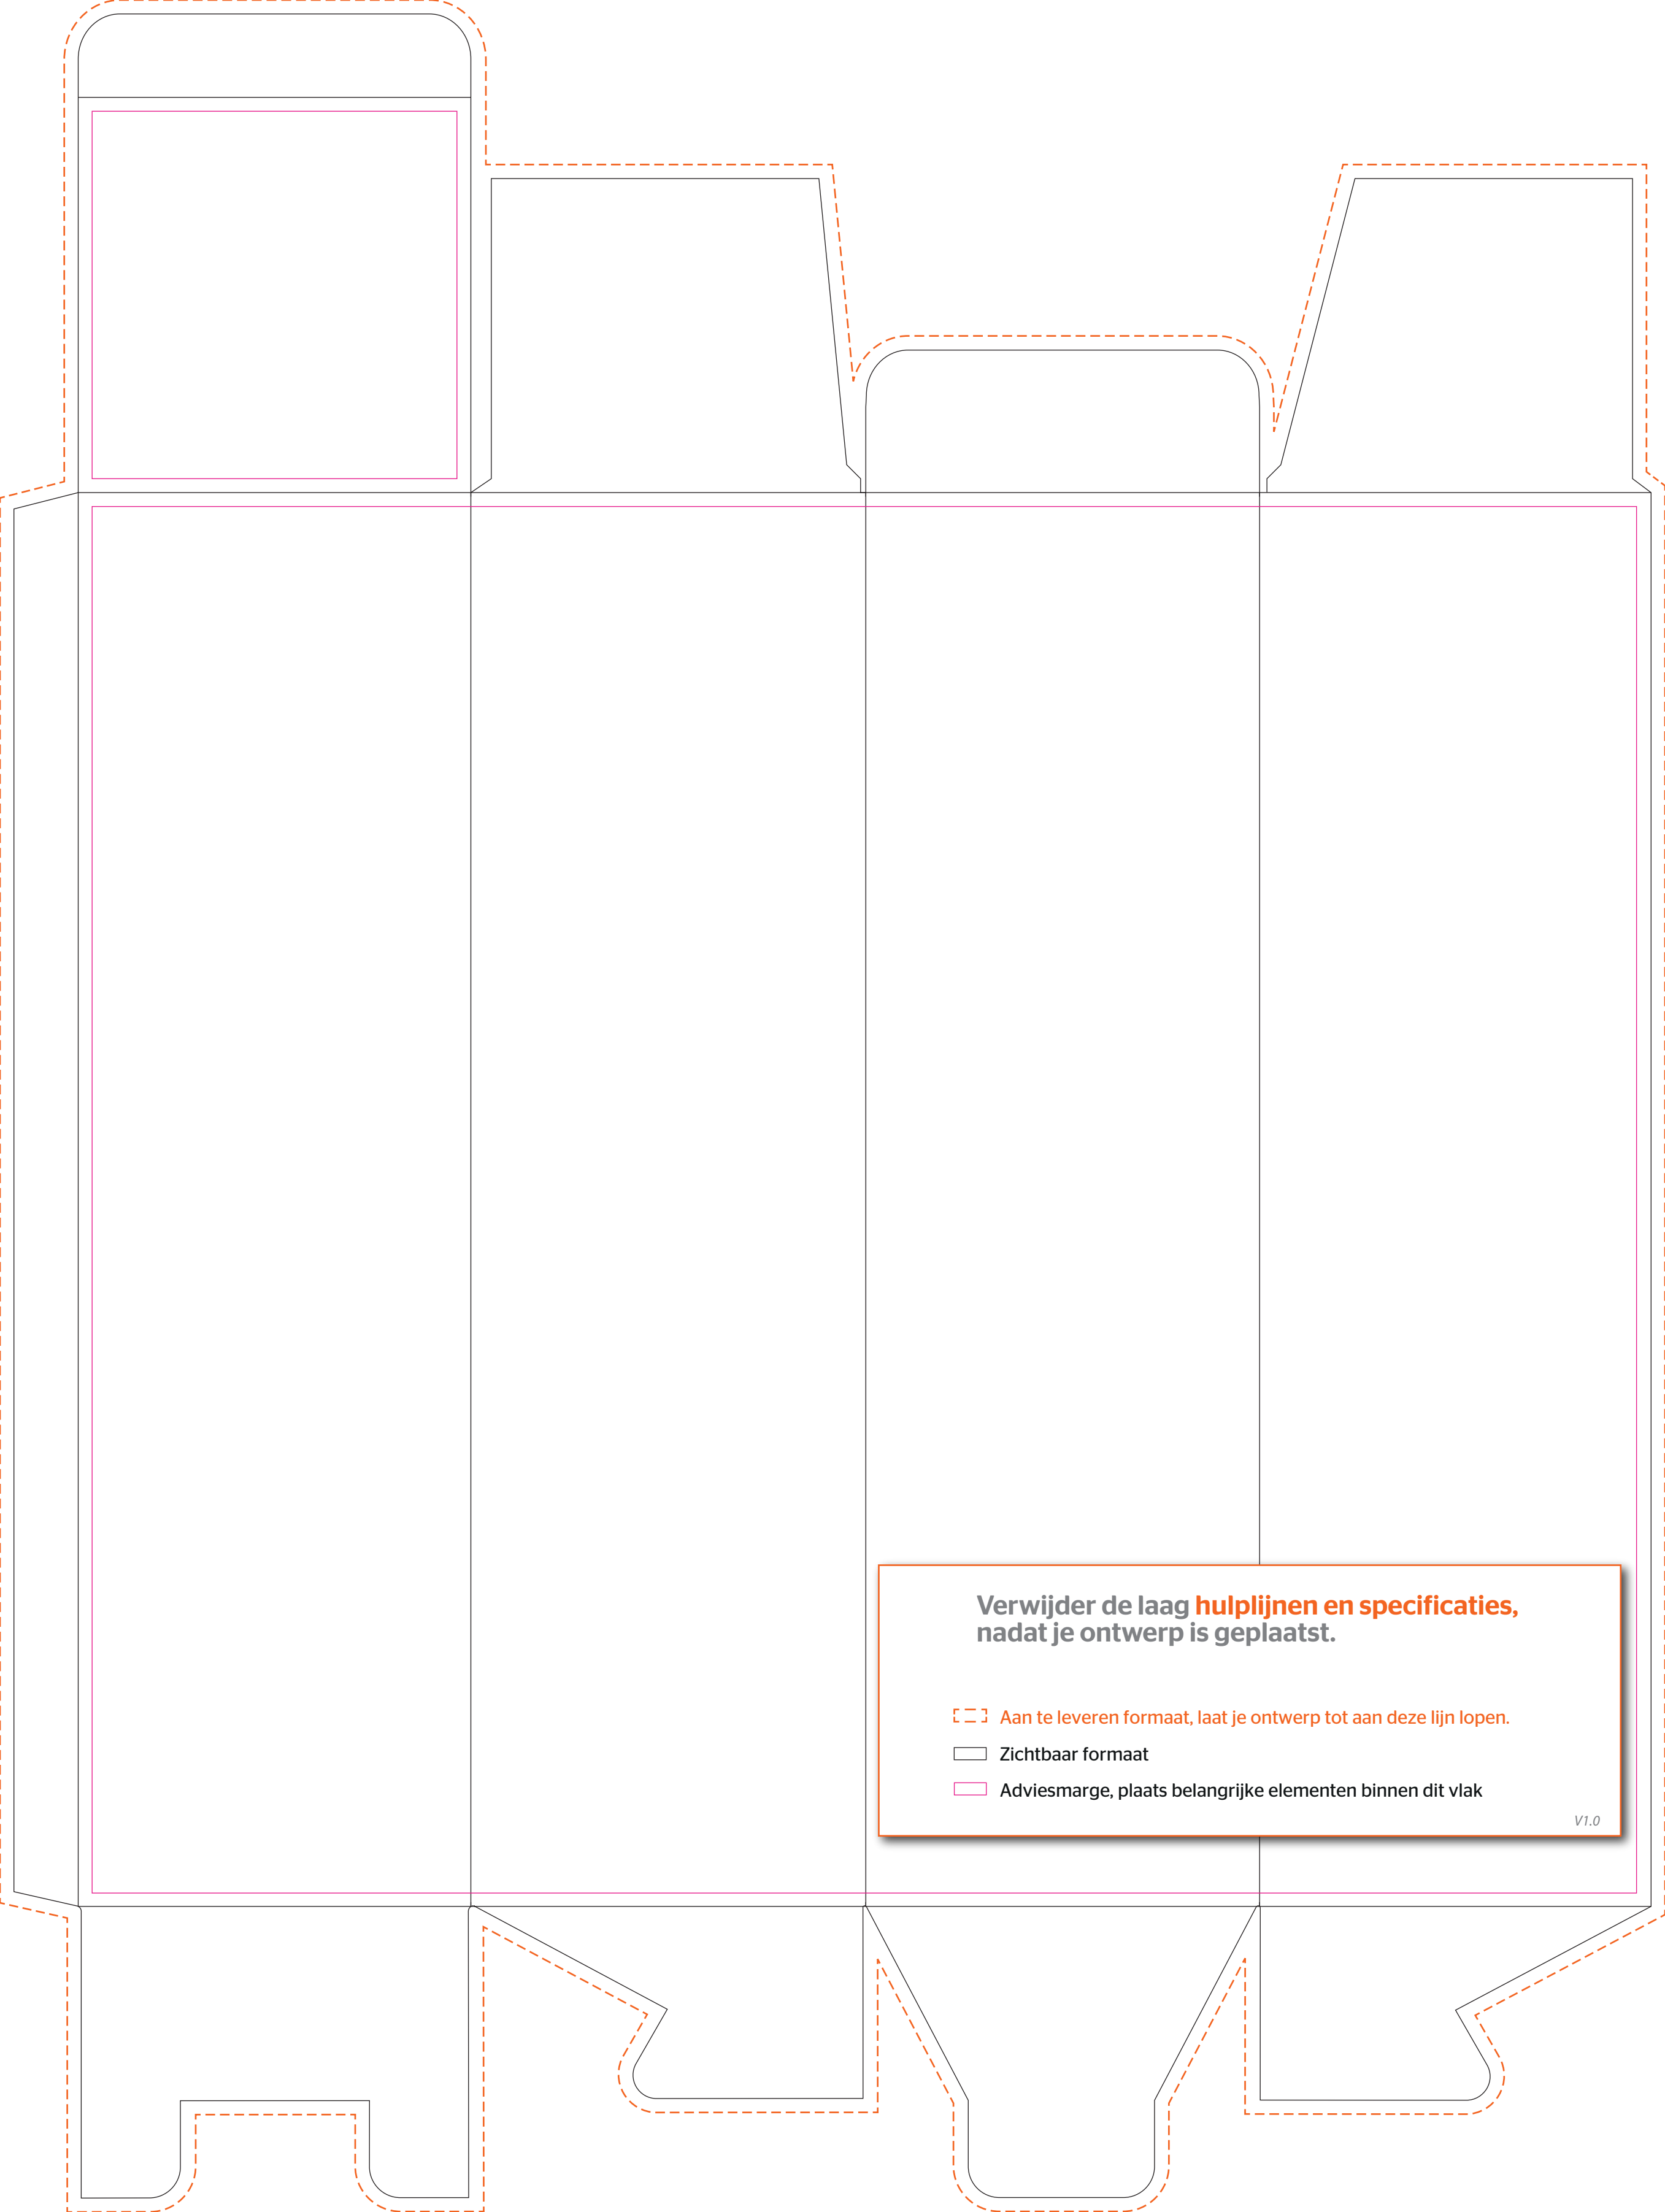 Verwijder de laag hulplijnen en specificaties,
nadat je ontwerp is geplaatst.
Aan te leveren formaat, laat je ontwerp tot aan deze lijn lopen.
Zichtbaar formaat
Adviesmarge, plaats belangrijke elementen binnen dit vlak
V1.0